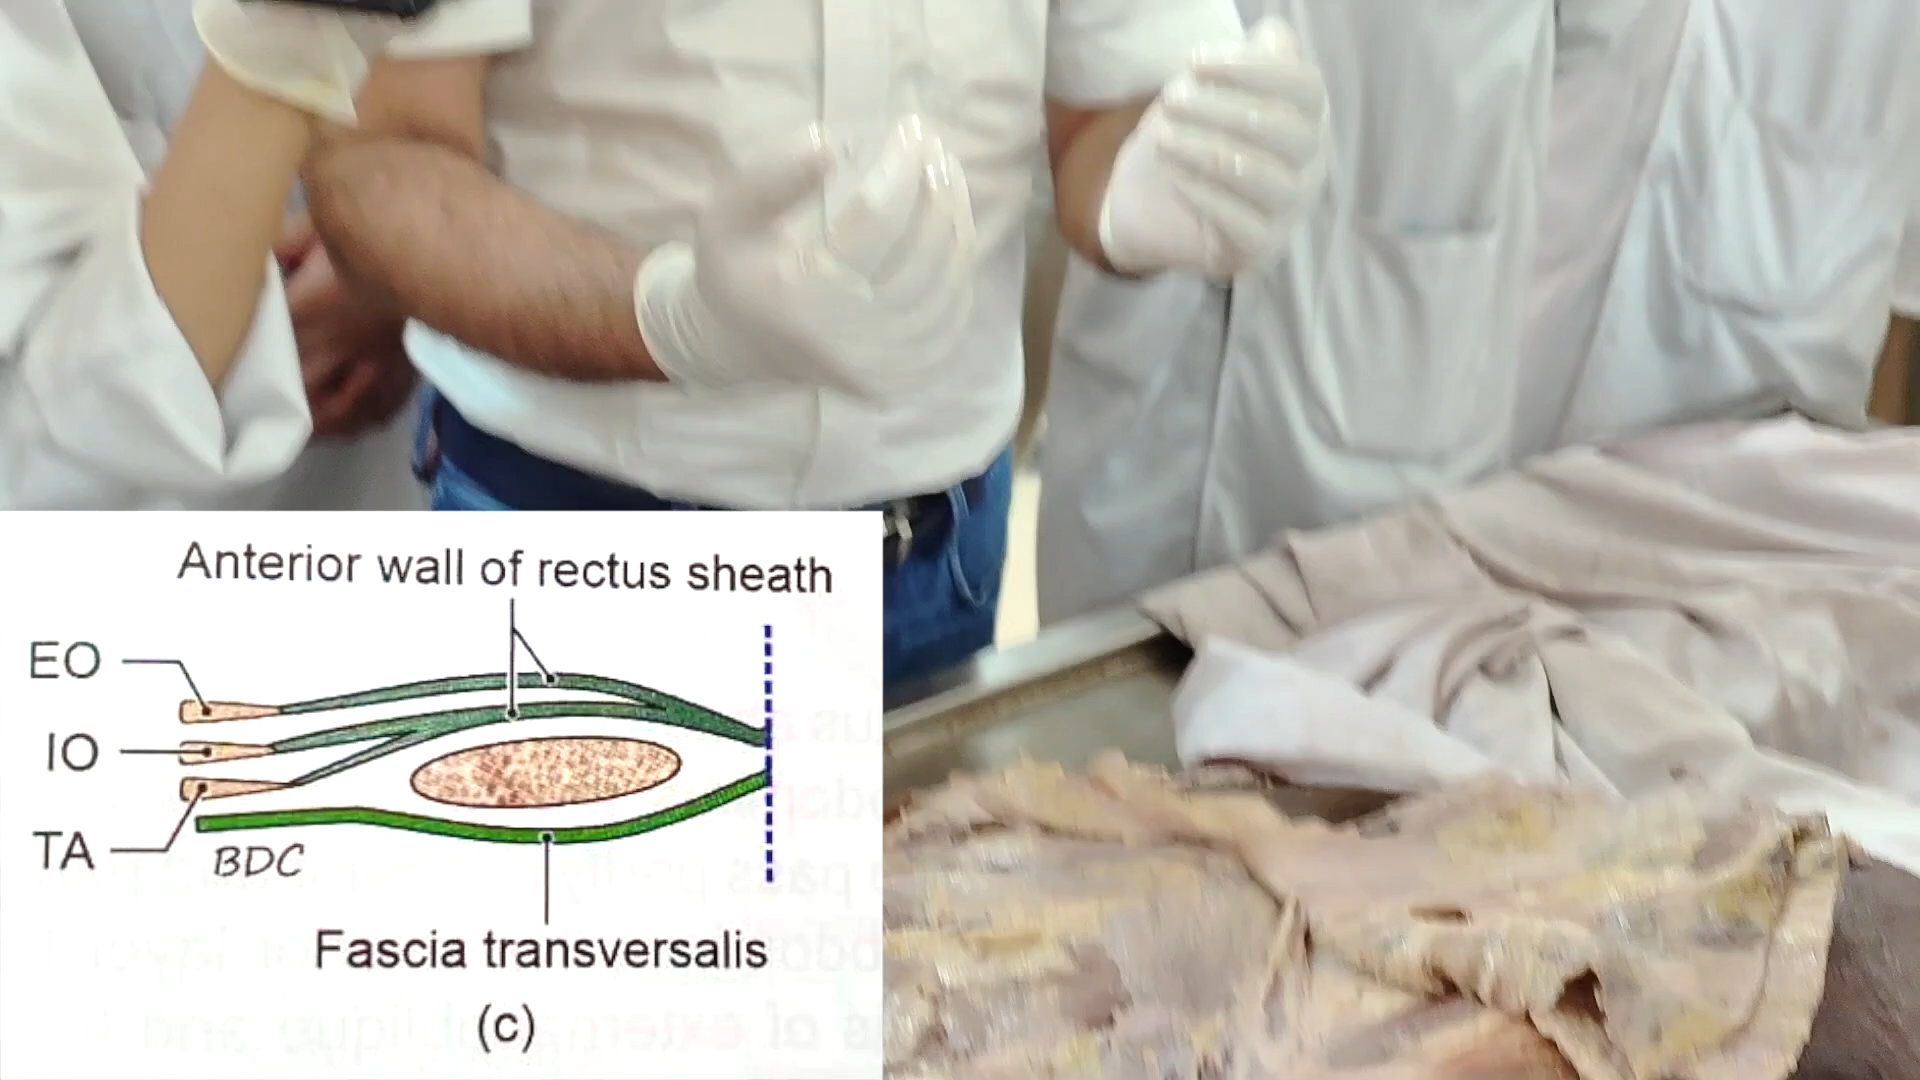 Anterior wall of rectus sheath
EO
IO
TA
BDC
Fascia transversalis
(c)